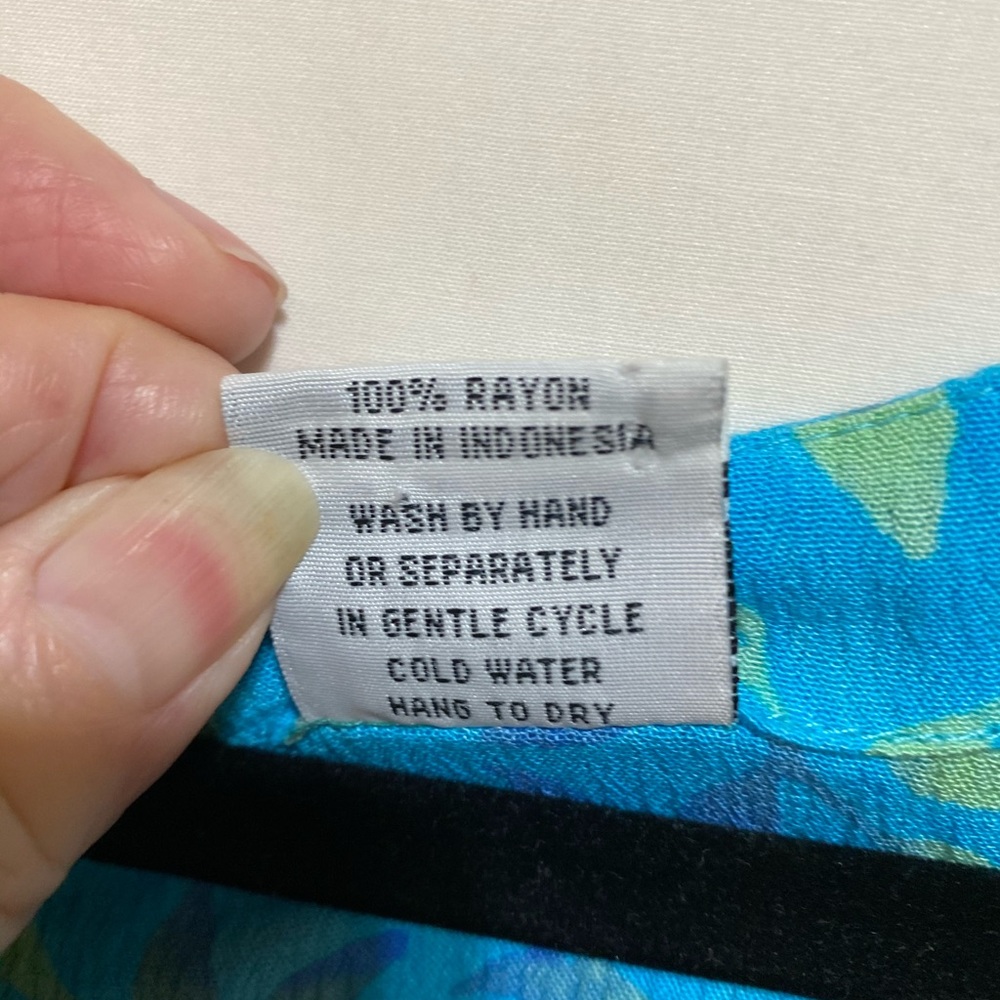 100% RAYON
MADE IN INDONESIA
WASH BY HAND
OR SEPARATELY
IN GENTLE CYCLE
COLD WATER
HANG TO DRY